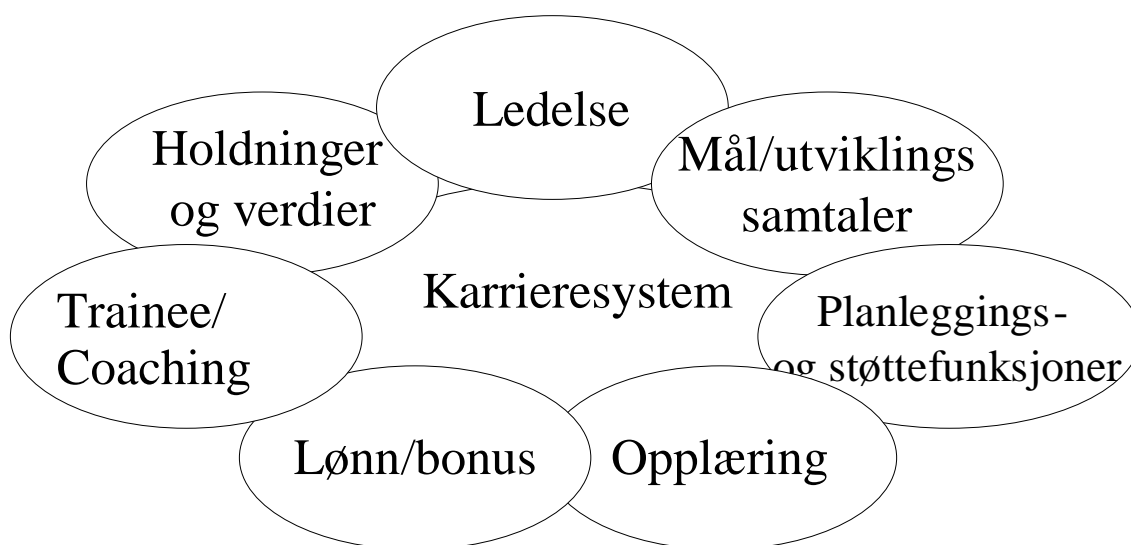 Ledelse
Holdninger
og verdier
Mål/utviklings
samtaler
Karrieresystem
Trainee/
Coaching
Planleggings-
og støttefunksjoner
Lønn/bonus
Opplæring